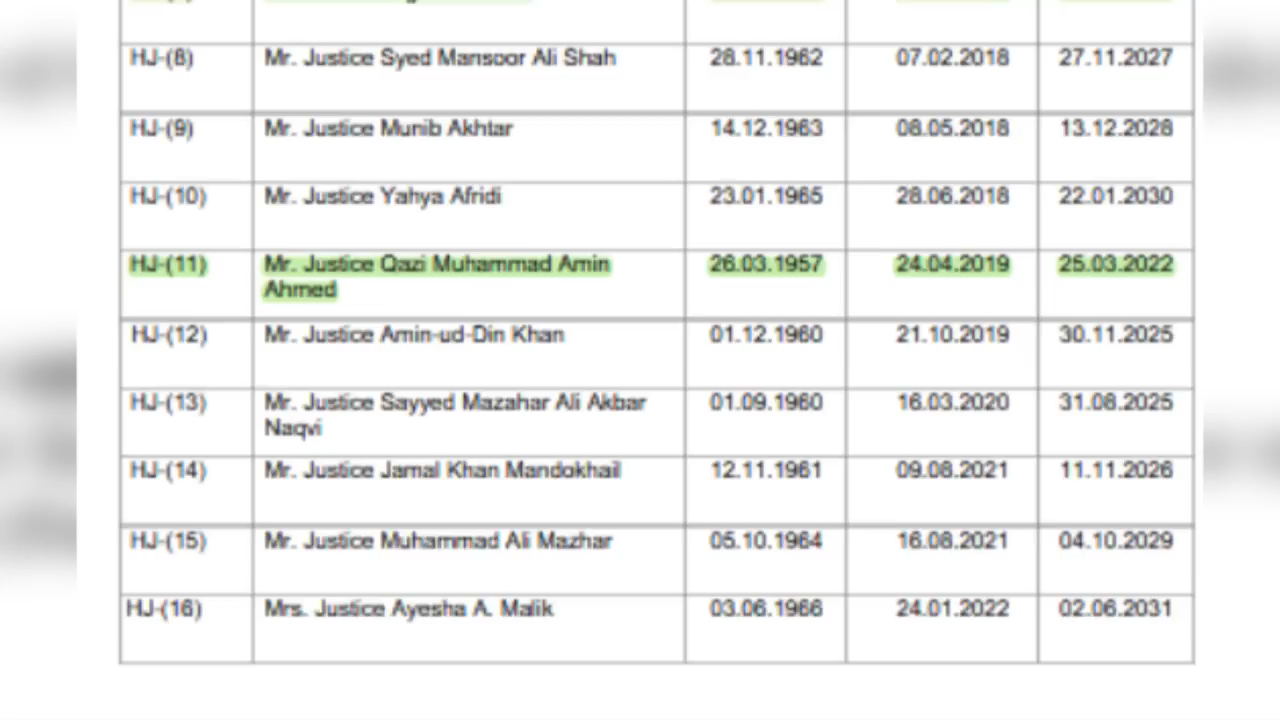 HJ-(8) Mr. Justice Syed Mansoor Ali Shah 28.11.1962 07.02.2018 27.11.2027
HJ-(9) Mr. Justice Munib Akhtar 14.12.1963 08.05.2018 13.12.2028
HJ-(10) Mr. Justice Yahya Afridi 23.01.1965 28.06.2018 22.01.2030
HJ-(11) Mr. Justice Qazi Muhammad Amin 26.03.1957 24.04.2019 25.03.2022
Ahmed
HJ-(12) Mr. Justice Amin-ud-Din Khan 01.12.1960 21.10.2019 30.11.2025
HJ-(13) Mr. Justice Sayyed Mazahar Ali Akbar 01.09.1960 16.03.2020 31.08.2025
Naqvi
HJ-(14) Mr. Justice Jamal Khan Mandokhail 12.11.1961 09.08.2021 11.11.2026
HJ-(15) Mr. Justice Muhammad Ali Mazhar 05.10.1964 16.08.2021 04.10.2029
HJ-(16) Mrs. Justice Ayesha A. Malik 03.06.1966 24.01.2022 02.06.2031